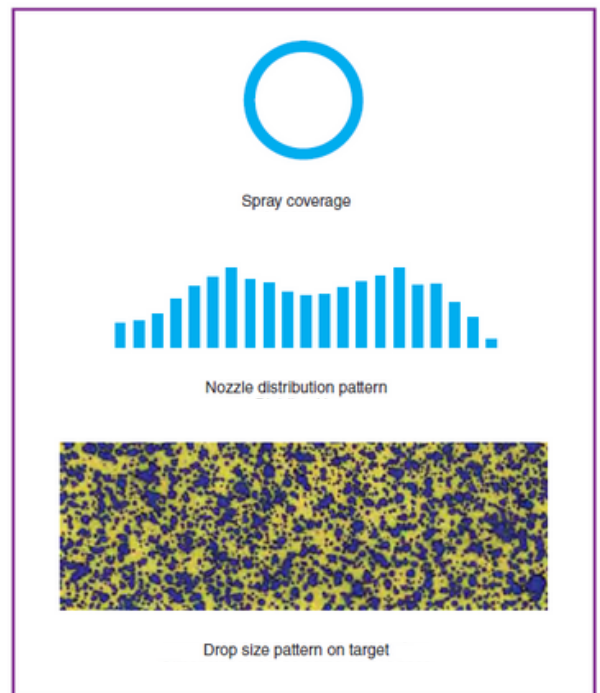 Spray coverage
Nozzle distribution pattern
Drop size pattern on target